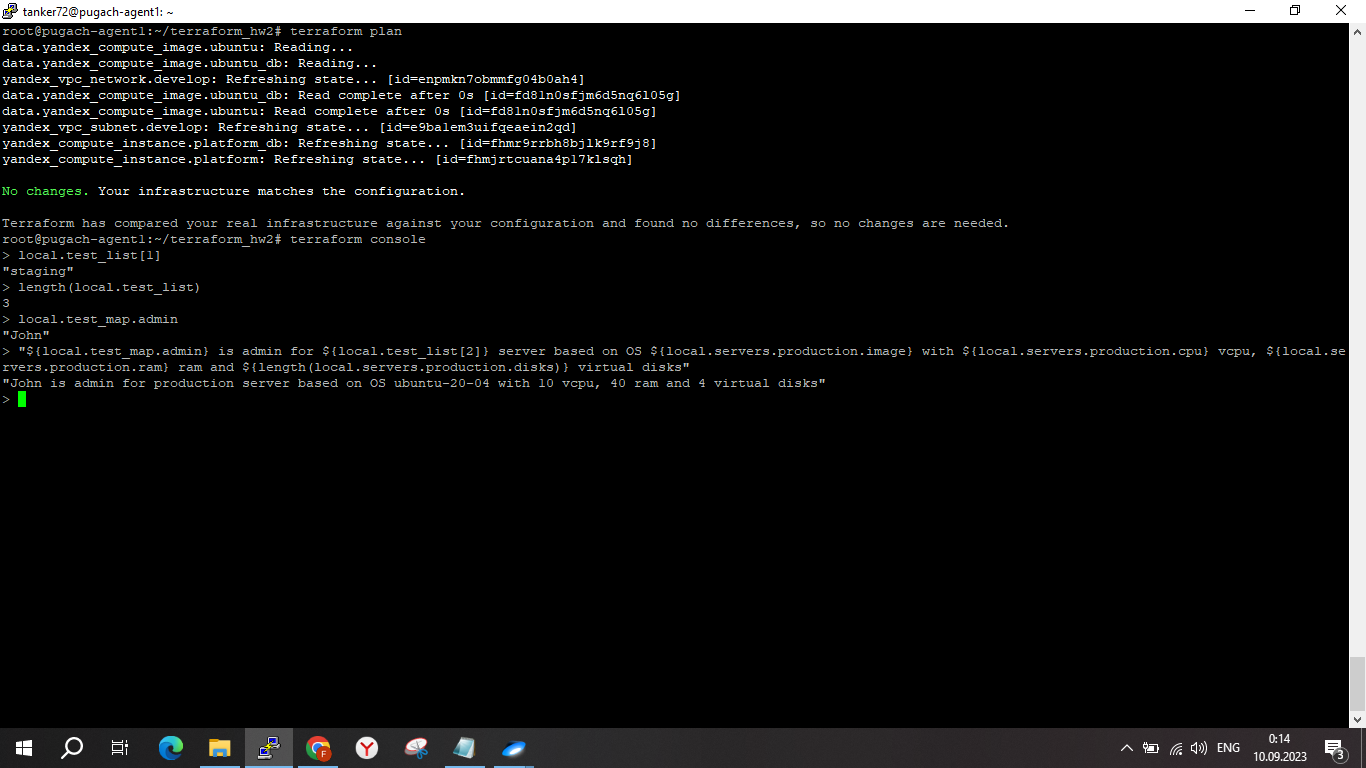 tanker72@pugach-agent1: ~
root@pugach-agent1:~/terraform_hw2# terraform plan
data.yandex_compute_image.ubuntu: Reading...
data.yandex_compute_image.ubuntu_db: Reading...
yandex_vpc_network.develop: Refreshing state... [id=enpmkn7obmmfg04b0ah4]
data.yandex_compute_image.ubuntu_db: Read complete after 0s [id=fd8ln0sfjm6d5nq6l05g]
data.yandex_compute_image.ubuntu: Read complete after 0s [id=fd8ln0sfjm6d5nq6l05g]
yandex_vpc_subnet.develop: Refreshing state... [id=e9ba1em3uifqeaein2qd]
yandex_compute_instance.platform_db: Refreshing state... [id=fhmr9rrbh8bjlk9rf9j8]
yandex_compute_instance.platform: Refreshing state... [id=fhmjrtcuana4p17klsqh]
No changes. Your infrastructure matches the configuration.
Terraform has compared your real infrastructure against your configuration and found no differences, so no changes are needed.
root@pugach-agent1:~/terraform_hw2# terraform console
> local.test_list[1]
"staging"
> length(local.test_list)
3
> local.test_map.admin
"John"
> "${local.test_map.admin} is admin for ${local.test_list[2]} server based on OS ${local.servers.production.image} with ${local.servers.production.cpu} vcpu, ${local.se
rvers.production.ram} ram and ${length(local.servers.production.disks)} virtual disks"
"John is admin for production server based on OS ubuntu-20-04 with 10 vcpu, 40 ram and 4 virtual disks"
>
ENG
0:14
10.09.2023
3